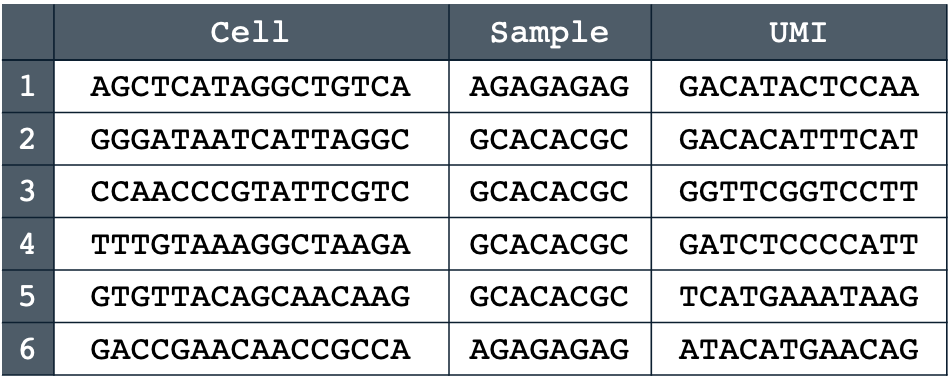 Cell Sample UMI
1 AGCTCATAGGCTGTCA AGAGAGAG GACATACTCCAA
2 GGGATAATCATTAGGC GCACACGC GACACATTTCAT
3 CCAACCCGTATTCGTC GCACACGC GGTTCGGTCCTT
4 TTTGTAAAGGCTAAGA GCACACGC GATCTCCCCATT
5 GTGTTACAGCAACAAG GCACACGC TCATGAAATAAG
6 GACCGAACAACCGCCA AGAGAGAG ATACATGAACAG